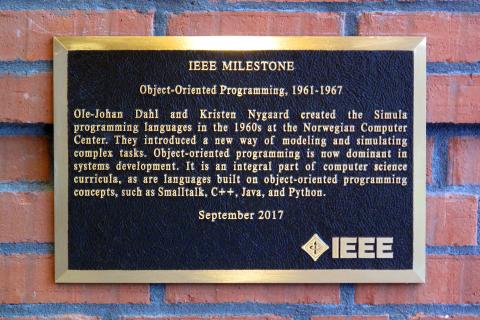 IEEE MILESTONE
Object-Oriented Programming, 1961-1967
Ole-Johan Dahl and Kristen Nygaard created the Simula
programming languages in the 1960s at the Norwegian Computer
Center. They introduced a new way of modeling and simulating
complex tasks. Object-oriented programming is now dominant in
systems development. It is an integral part of computer science
curricula, as are languages built on object-oriented programming
concepts, such as Smalltalk, C++, Java, and Python.
September 2017
IEEE